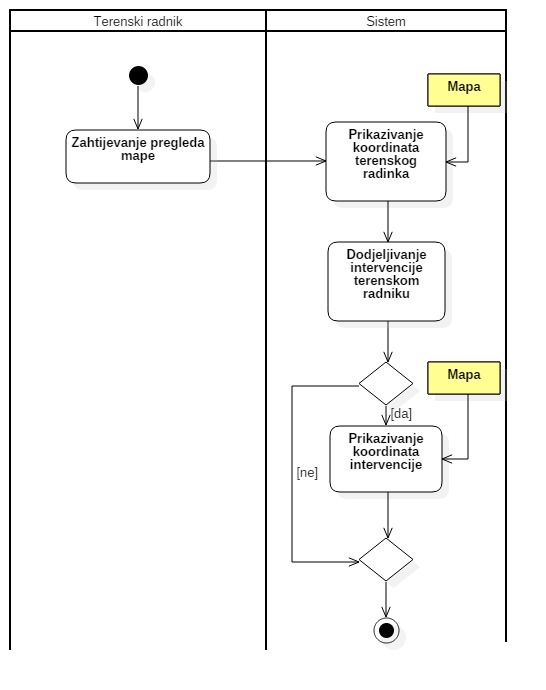 Terenski radnik
Sistem
Mapa
Zahtijevanje pregleda
mape
Prikazivanje
koordinata
terenskog
radinka
Dodjeljivanje
intervencije
terenskom
radniku
Mapa
[da]
Prikazivanje
koordinata
intervencije
[ne]